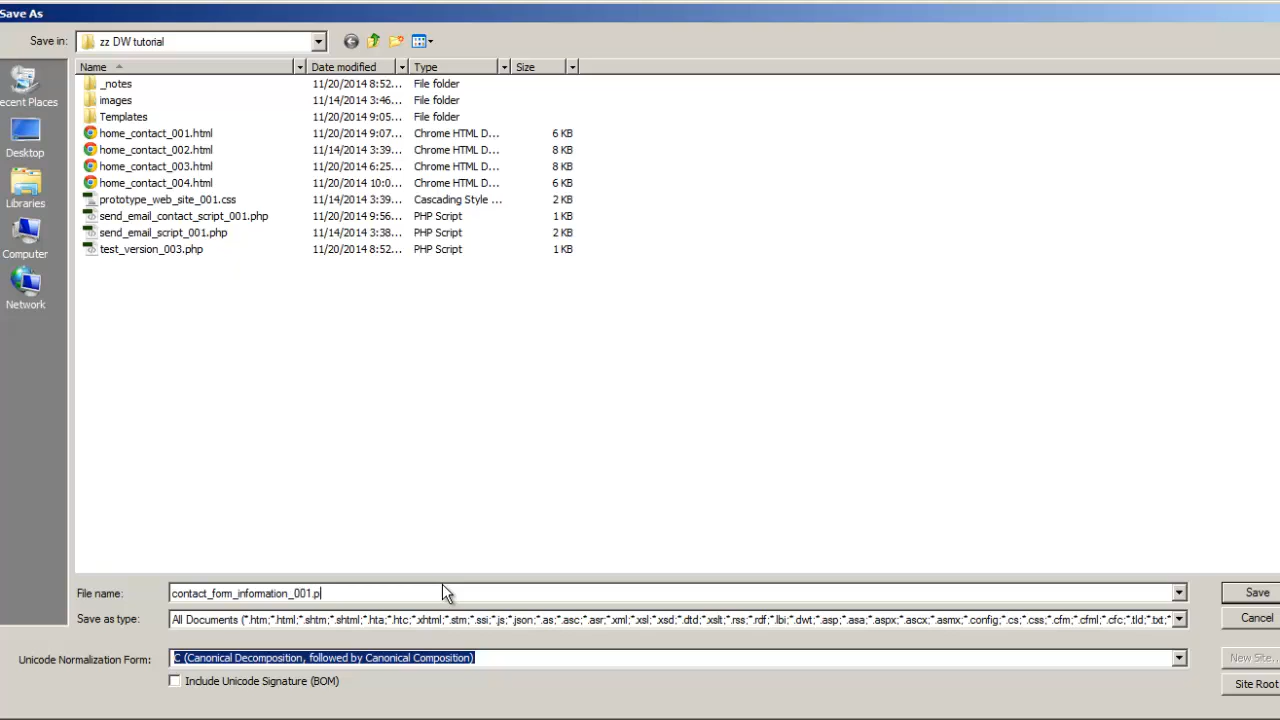 Save As
Save in: zz DW tutorial
Name Date modified Type Size
_notes 11/20/2014 8:52... File folder
images 11/14/2014 3:46... File folder
Templates 11/20/2014 9:05... File folder
home_contact_001.html 11/20/2014 9:07... Chrome HTML D... 6 KB
home_contact_002.html 11/14/2014 3:39... Chrome HTML D... 8 KB
home_contact_003.html 11/20/2014 6:25... Chrome HTML D... 8 KB
home_contact_004.html 11/20/2014 10:0... Chrome HTML D... 6 KB
prototype_web_site_001.css 11/14/2014 3:39... Cascading Style ... 2 KB
send_email_contact_script_001.php 11/20/2014 9:56... PHP Script 1 KB
send_email_script_001.php 11/14/2014 3:38... PHP Script 2 KB
test_version_003.php 11/20/2014 8:52... PHP Script 1 KB
ecent Places
Desktop
Libraries
Computer
Network
File name: contact_form_information_001.p Save
Save as type: All Documents (*.htm;*.html;*.shtm;*.shtml;*.hta;*.htc;*.xhtml;*.stm;*.ssi;*.js;*.json;*.as;*.asc;*.asr;*.xml;*.xsl;*.xsd;*.dtd;*.xslt;*.rss;*.rdf;*.lbi;*.dwt;*.asp;*.asa;*.aspx;*.ascx;*.asmx;*.config;*.cs;*.css;*.cfm;*.cfml;*.cfc;*.tld;*.txt;* Cancel
Unicode Normalization Form: C (Canonical Decomposition, followed by Canonical Composition) New Site..
Include Unicode Signature (BOM) Site Root